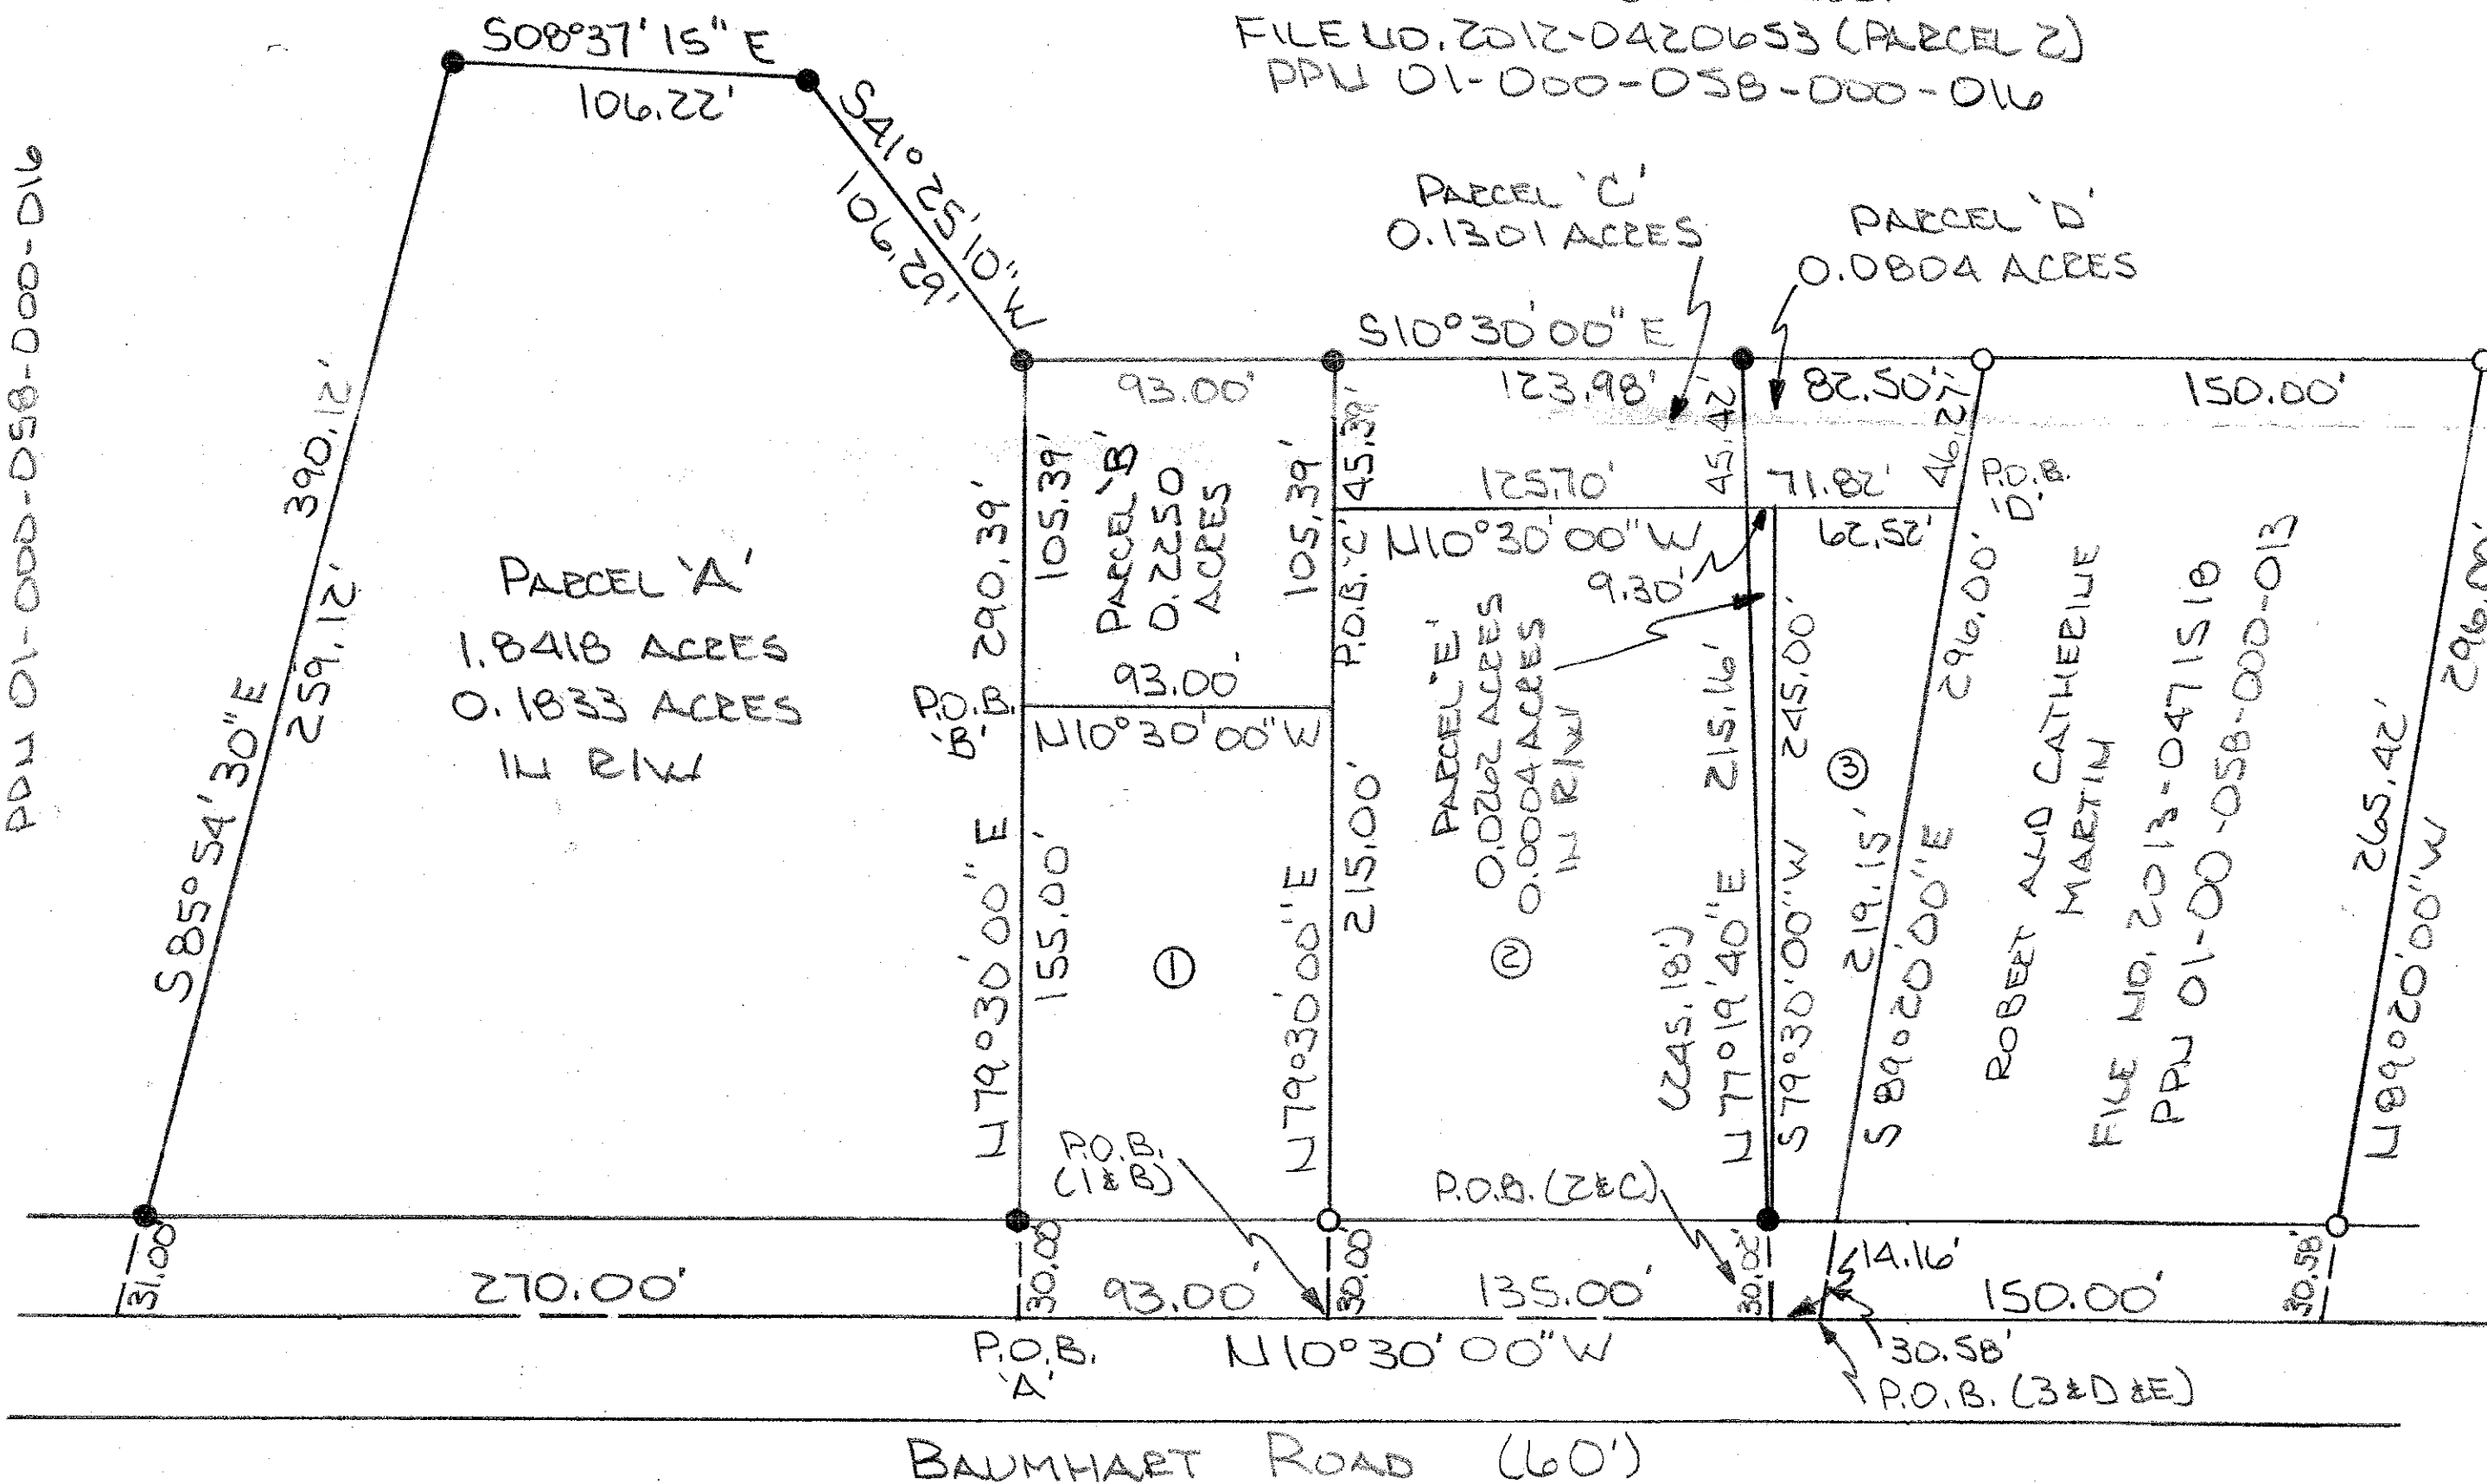 FILE NO. 2012-0420653 (PARCEL 2)
PPN 01-000-058-000-016
PPN 01-000-058-000-016
S08°37'15" E
106.22'
S41°25'10" W
106.29'
PARCEL 'C'
0.1301 ACRES
PARCEL 'D'
0.0804 ACRES
S10°30'00" E
93.00'
123.98'
82.50'
150.00'
390.12'
259.12'
S85°54'30" E
PARCEL 'A'
1.8418 ACRES
0.1833 ACRES
IN R/W
290.39'
N79°30'00" E
105.39'
PARCEL 'B'
0.2250
ACRES
105.39'
45.39'
P.O.B. 'C'
125.70'
45.42'
71.82'
46.27'
P.O.B.
'D'
N10°30'00" W
62.52'
9.30'
93.00'
P.O.B.
'B'
N10°30'00" W
155.00'
1
N79°30'00" E
215.00'
PARCEL 'E'
0.0262 ACRES
0.0004 ACRES
IN R/W
2
215.16'
(245.18')
N77°19'40" E
245.00'
S79°30'00" W
3
219.15'
296.00'
S89°20'00" E
ROBERT AND CATHERINE
MARTIN
FILE NO. 2013-0471518
PPN 01-00-058-000-013
265.42'
296.00'
N89°20'00" W
P.O.B.
(1&B)
P.O.B. (2&C)
31.00'
270.00'
30.00'
93.00'
30.00'
135.00'
30.02'
14.16'
150.00'
30.58'
P.O.B.
'A'
N10°30'00" W
30.58'
P.O.B. (3&D&E)
BAUMHART ROAD (60')